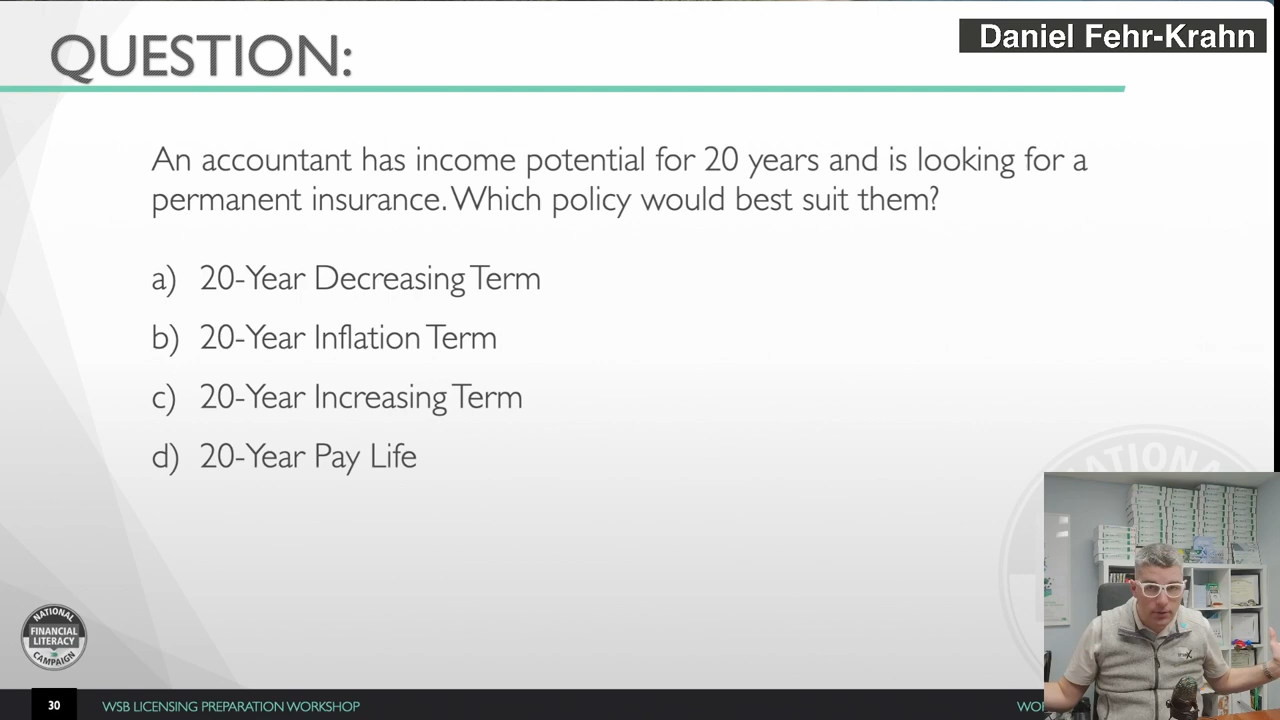 QUESTION:
Daniel Fehr-Krahn
An accountant has income potential for 20 years and is looking for a
permanent insurance. Which policy would best suit them?
a) 20-Year Decreasing Term
b) 20-Year Inflation Term
c) 20-Year Increasing Term
d) 20-Year Pay Life
NATIONAL
NATIONAL
FINANCIAL
LITERACY
CAMPAIGN
30 WSB LICENSING PREPARATION WORKSHOP